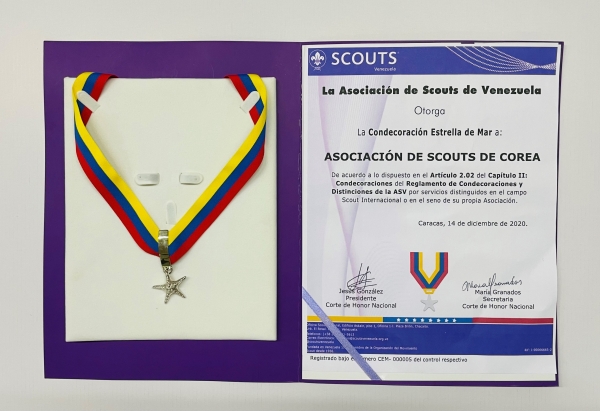 SCOUTS
Venezuela
La Asociación de Scouts de Venezuela
Otorga
La Condecoración Estrella de Mar a:
ASOCIACIÓN DE SCOUTS DE COREA
De acuerdo a lo dispuesto en el Artículo 2.02 del Capítulo II:
Condecoraciones del Reglamento de Condecoraciones y
Distinciones de la ASV por servicios distinguidos en el campo
Scout Internacional o en el seno de su propia Asociación.
Caracas, 14 de diciembre de 2020.
Jesús González
Presidente
Corte de Honor Nacional
María Granados
Secretaria
Corte de Honor Nacional
Registrado bajo el número CEM- 000005 del control respectivo